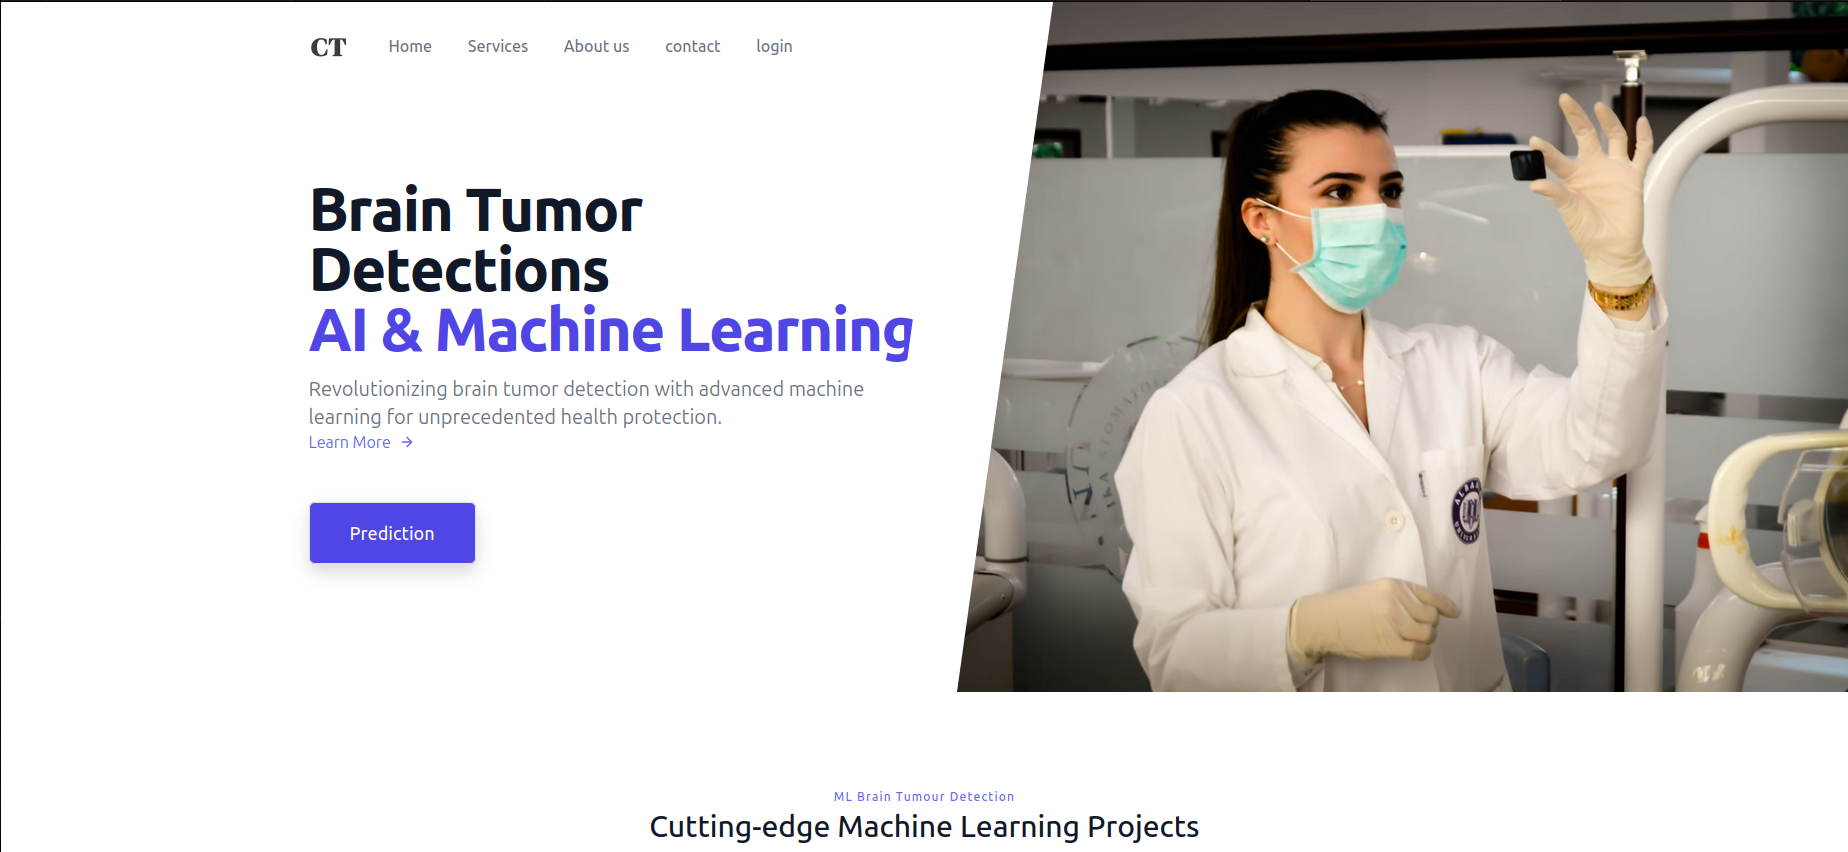 CT Home Services About us contact login
Brain Tumor
Detections
AI & Machine Learning
Revolutionizing brain tumor detection with advanced machine
learning for unprecedented health protection.
Learn More →
Prediction
ML Brain Tumour Detection
Cutting-edge Machine Learning Projects